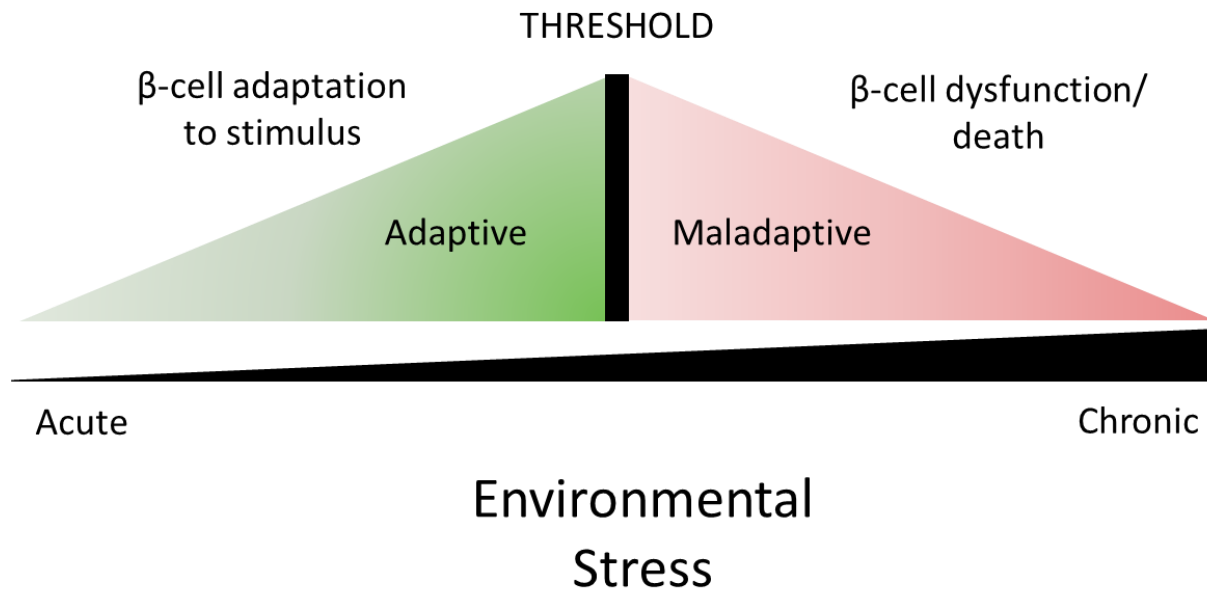 THRESHOLD
β-cell adaptation
to stimulus
β-cell dysfunction/
death
Adaptive
Maladaptive
Acute
Chronic
Environmental
Stress